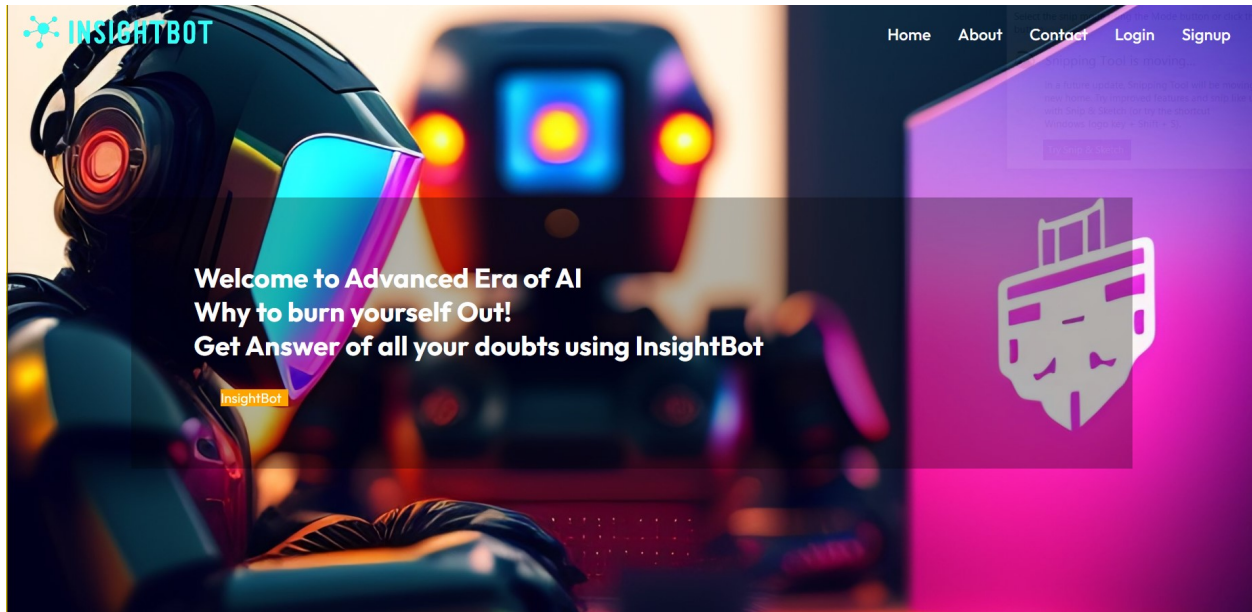 INSIGHTBOT
Home About Contact Login Signup
Snipping Tool is moving...
Welcome to Advanced Era of AI
Why to burn yourself Out!
Get Answer of all your doubts using InsightBot
InsightBot